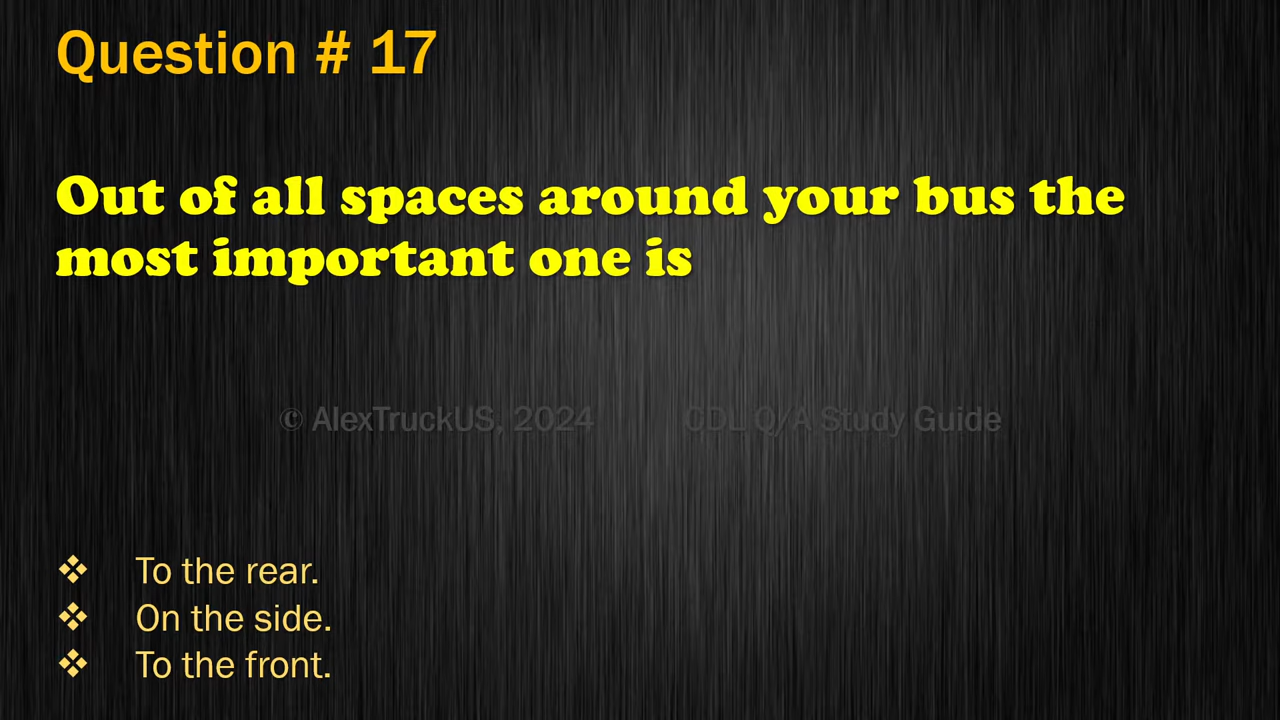 Question # 17
Out of all spaces around your bus the
most important one is
© AlexTruckUS, 2024 CDL Q/A Study Guide
❖ To the rear.
❖ On the side.
❖ To the front.